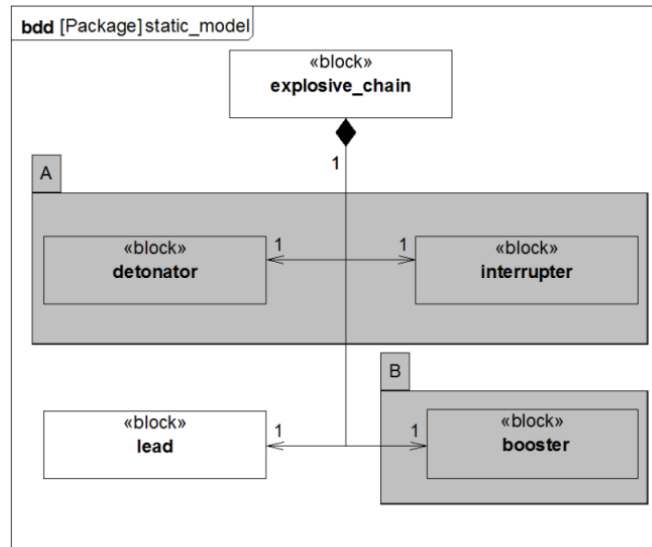 bdd [Package] static_model
«block»
explosive_chain
1
A
«block»
detonator
1
1
«block»
interrupter
B
«block»
lead
1
1
«block»
booster